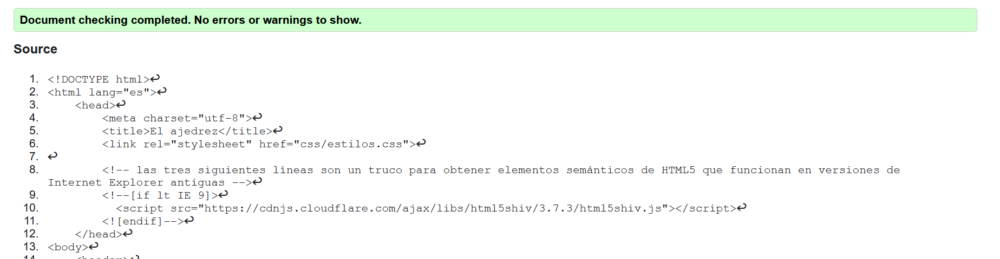 Document checking completed. No errors or warnings to show.
Source
1. <!DOCTYPE html>↩
2. <html lang="es">↩
3.     <head>↩
4.         <meta charset="utf-8">↩
5.         <title>El ajedrez</title>↩
6.         <link rel="stylesheet" href="css/estilos.css">↩
7. ↩
8.         <!-- las tres siguientes líneas son un truco para obtener elementos semánticos de HTML5 que funcionan en versiones de
Internet Explorer antiguas -->↩
9.         <!--[if lt IE 9]>↩
10.           <script src="https://cdnjs.cloudflare.com/ajax/libs/html5shiv/3.7.3/html5shiv.js"></script>↩
11.         <![endif]-->↩
12.     </head>↩
13. <body>↩
14.     <header>↩